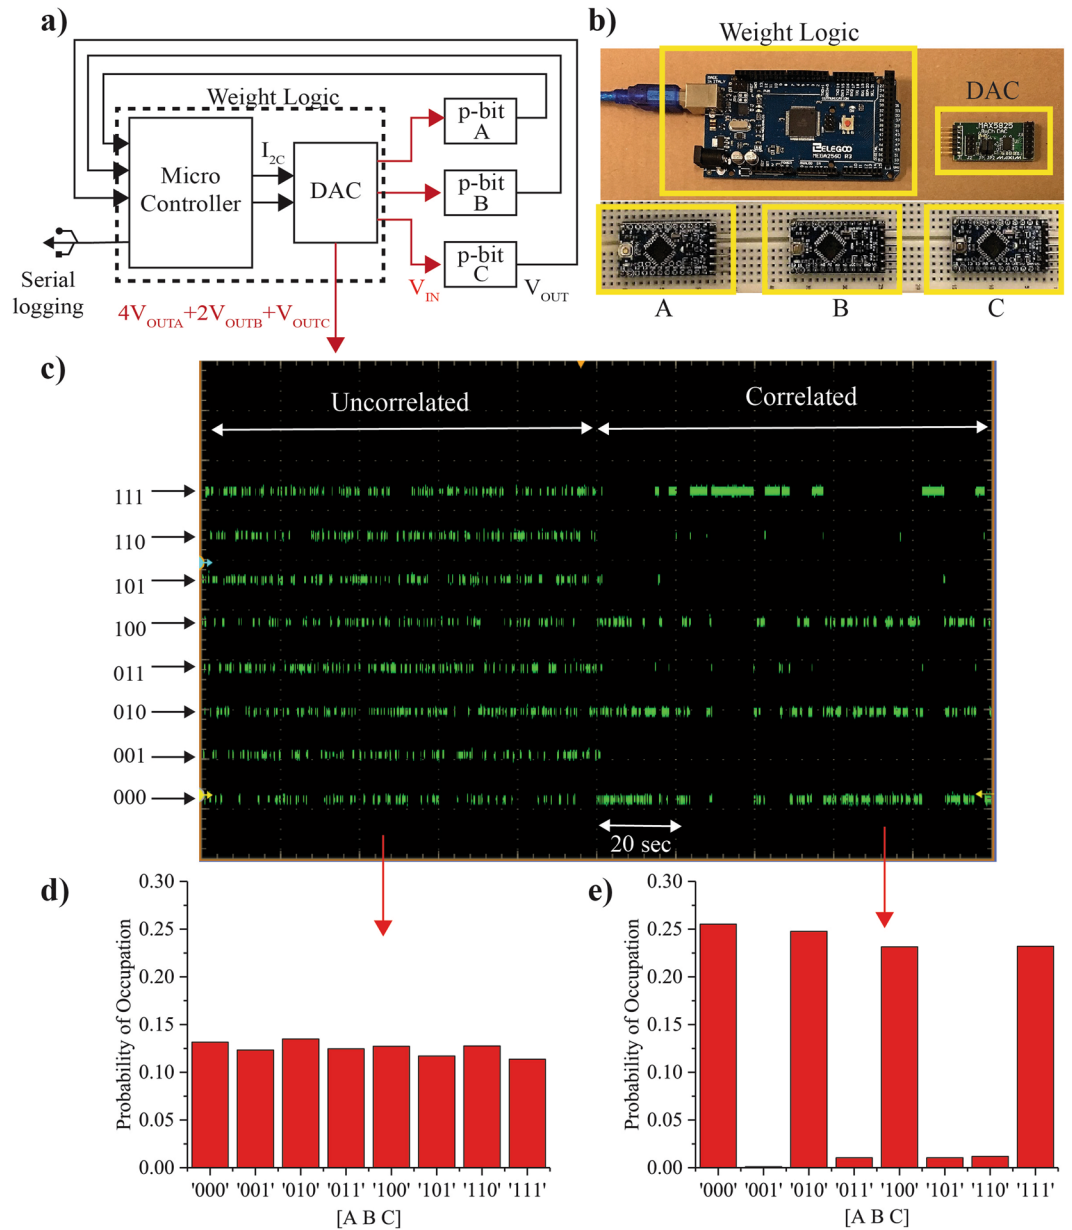 a)
Weight Logic
Micro
Controller
I2C
DAC
p-bit
A
p-bit
B
p-bit
C
VIN
VOUT
Serial
logging
4VOUTA+2VOUTB+VOUTC
b)
Weight Logic
DAC
ELEGOO
MEGA2560 R3
MAX5825
A
B
C
c)
Uncorrelated
Correlated
111
110
101
100
011
010
001
000
20 sec
d)
Probability of Occupation
0.30
0.25
0.20
0.15
0.10
0.05
0.00
'000' '001' '010' '011' '100' '101' '110' '111'
[A B C]
e)
Probability of Occupation
0.30
0.25
0.20
0.15
0.10
0.05
0.00
'000' '001' '010' '011' '100' '101' '110' '111'
[A B C]